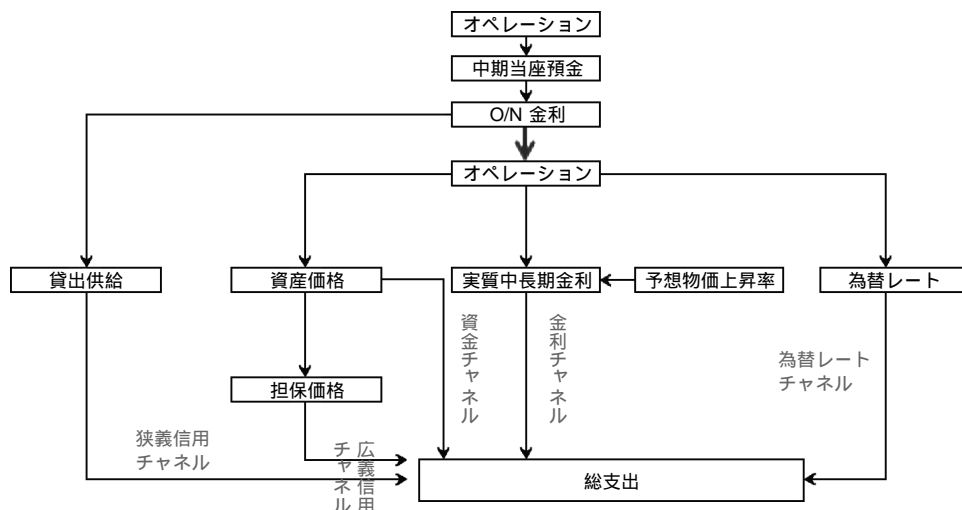 オペレーション
中期当座預金
O/N 金利
オペレーション
貸出供給
資産価格
実質中長期金利
予想物価上昇率
為替レート
資金チャネル
金利チャネル
為替レート
チャネル
担保価格
狭義信用
チャネル
広義信用
チャネル
総支出